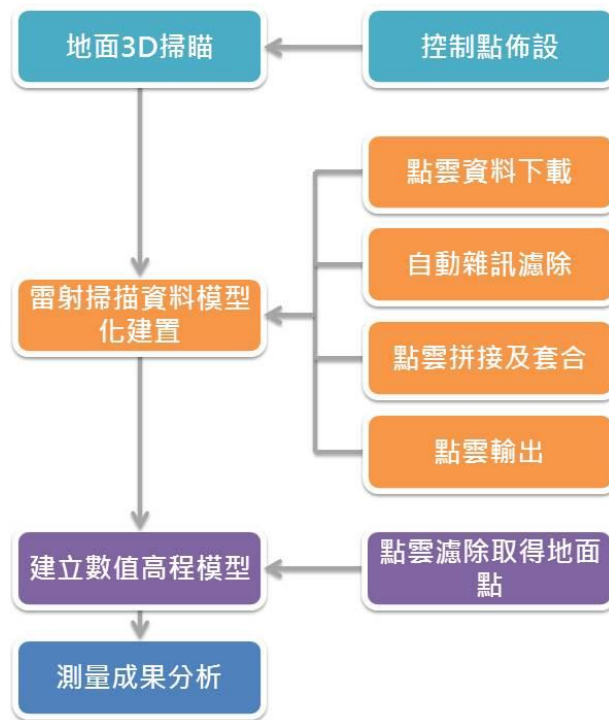 地面3D掃瞄
控制點佈設
點雲資料下載
自動雜訊濾除
雷射掃描資料模型
化建置
點雲拼接及套合
點雲輸出
建立數值高程模型
點雲濾除取得地面
點
測量成果分析